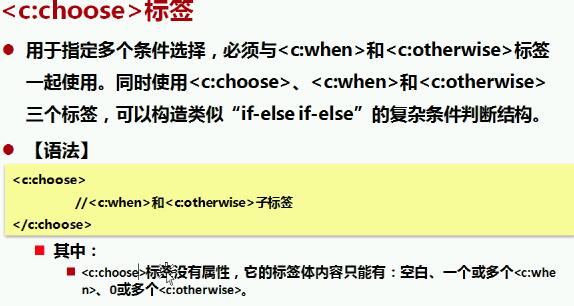 <c:choose>标签
用于指定多个条件选择，必须与<c:when>和<c:otherwise>标签
一起使用。同时使用<c:choose>、<c:when>和<c:otherwise>
三个标签，可以构造类似“if-else if-else”的复杂条件判断结构。
【语法】
<c:choose>
//<c:when>和<c:otherwise>子标签
</c:choose>
其中：
<c:choose>标签没有属性，它的标签体内容只能有：空白、一个或多个<c:whe
n>、0或多个<c:otherwise>。